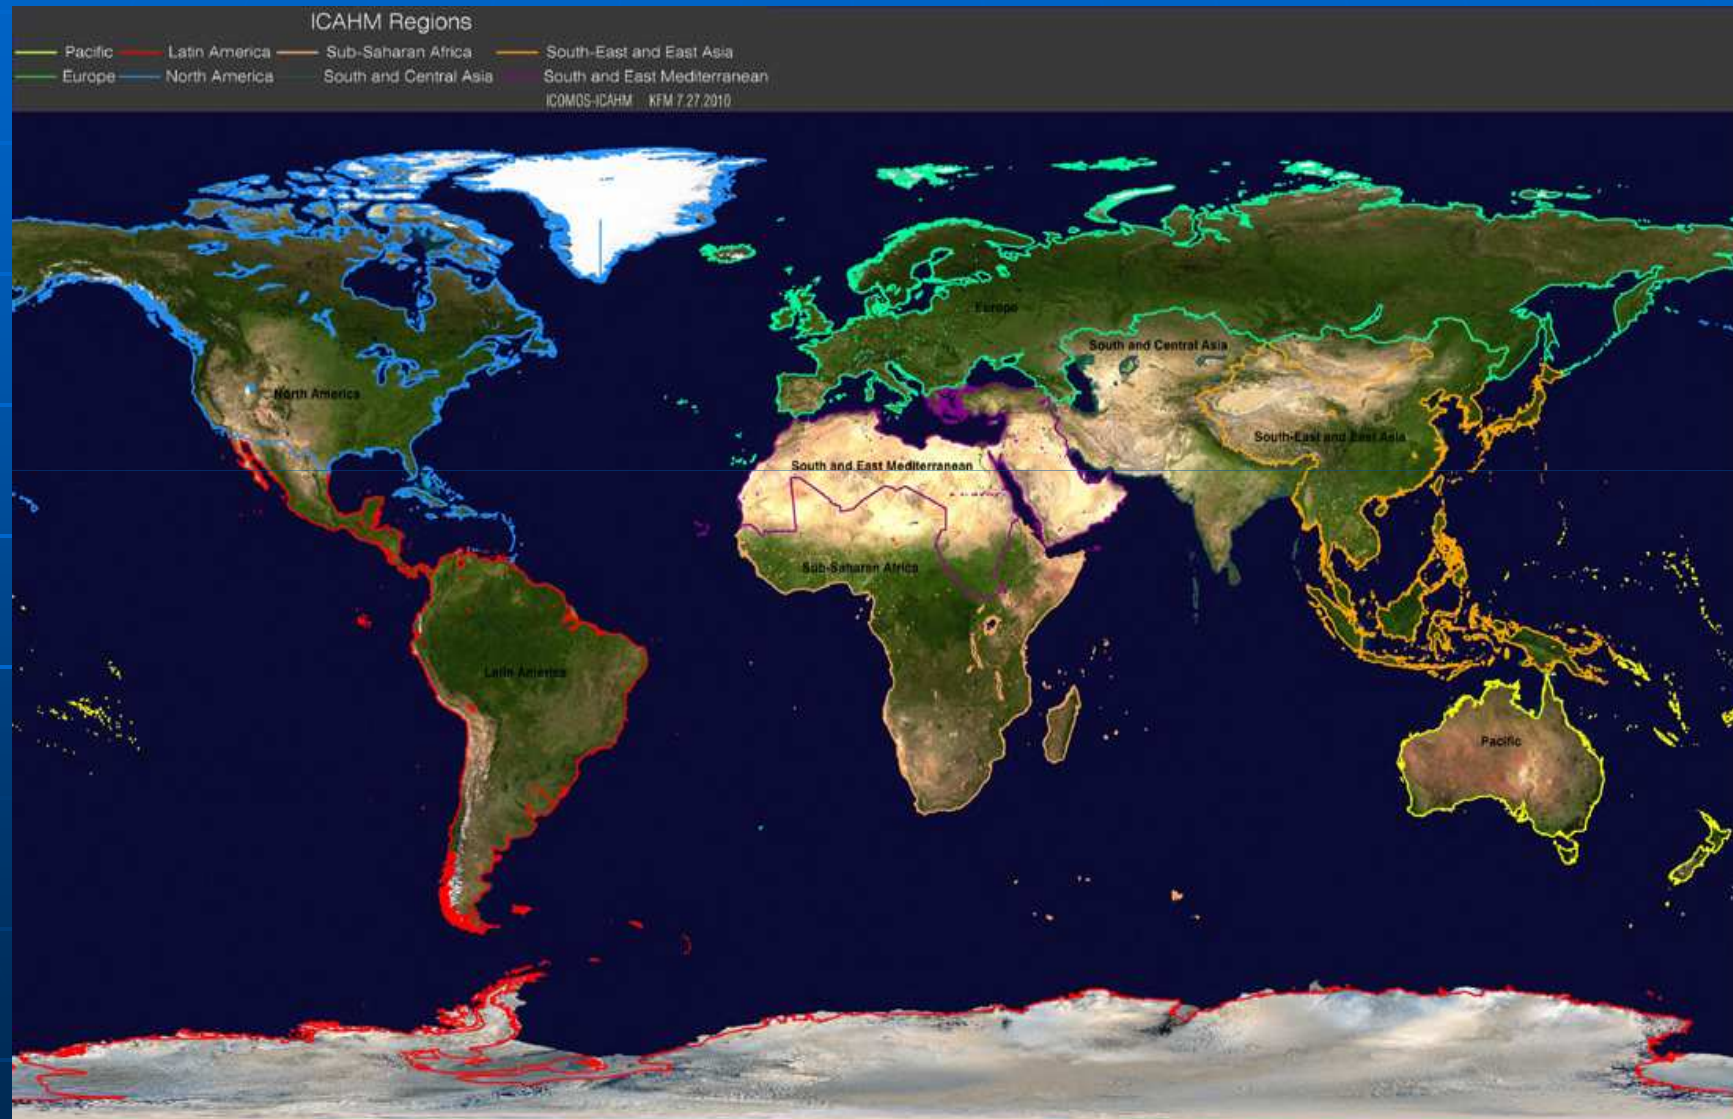 ICAHM Regions
Pacific Latin America Sub-Saharan Africa South-East and East Asia
Europe North America South and Central Asia South and East Mediterranean
ICOMOS-ICAHM KFM 7.27.2010
Europe
South and Central Asia
North America
South-East and East Asia
South and East Mediterranean
Sub-Saharan Africa
Latin America
Pacific